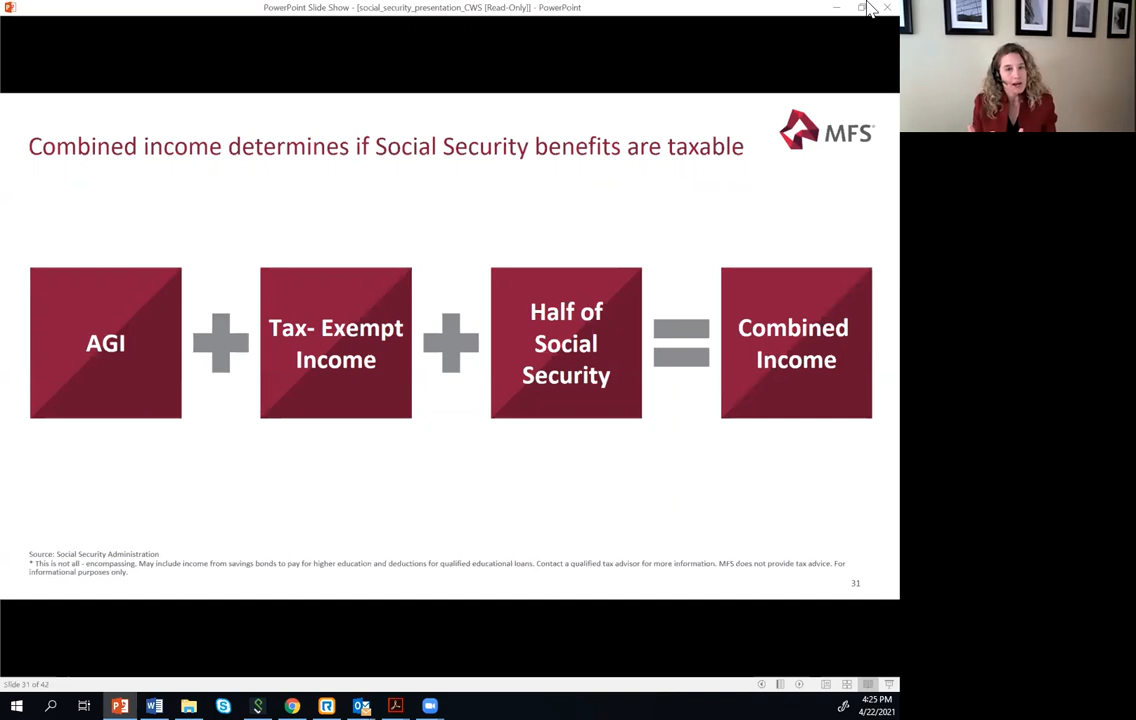 PowerPoint Slide Show - [social_security_presentation_CWS [Read-Only]] - PowerPoint
Combined income determines if Social Security benefits are taxable
MFS
AGI
Tax- Exempt
Income
Half of
Social
Security
Combined
Income
Source: Social Security Administration
* This is not all - encompassing. May include income from savings bonds to pay for higher education and deductions for qualified educational loans. Contact a qualified tax advisor for more information. MFS does not provide tax advice. For
informational purposes only.
31
Slide 31 of 42
4:25 PM
4/22/2021